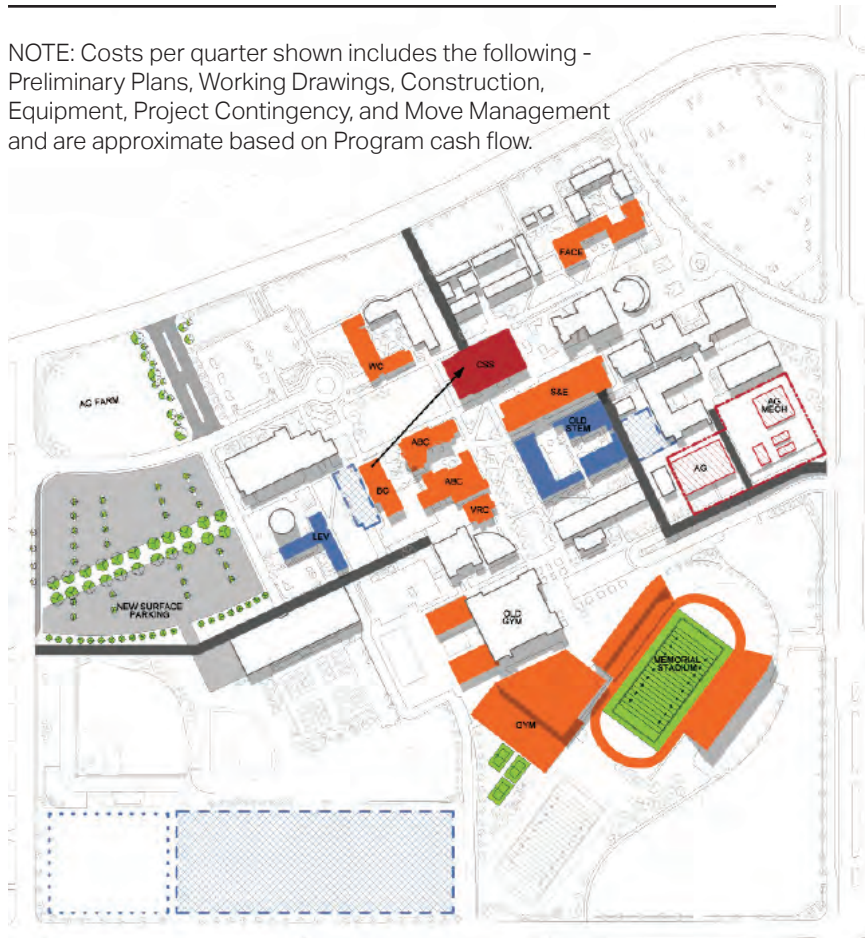 NOTE: Costs per quarter shown includes the following -
Preliminary Plans, Working Drawings, Construction,
Equipment, Project Contingency, and Move Management
and are approximate based on Program cash flow.
FACE
WC
CSS
AG FARM
S&E
AG
MECH
OLD
STEM
ABC
AG
BC
ABC
VRC
LEV
NEW SURFACE
PARKING
OLD
GYM
MEMORIAL
STADIUM
GYM